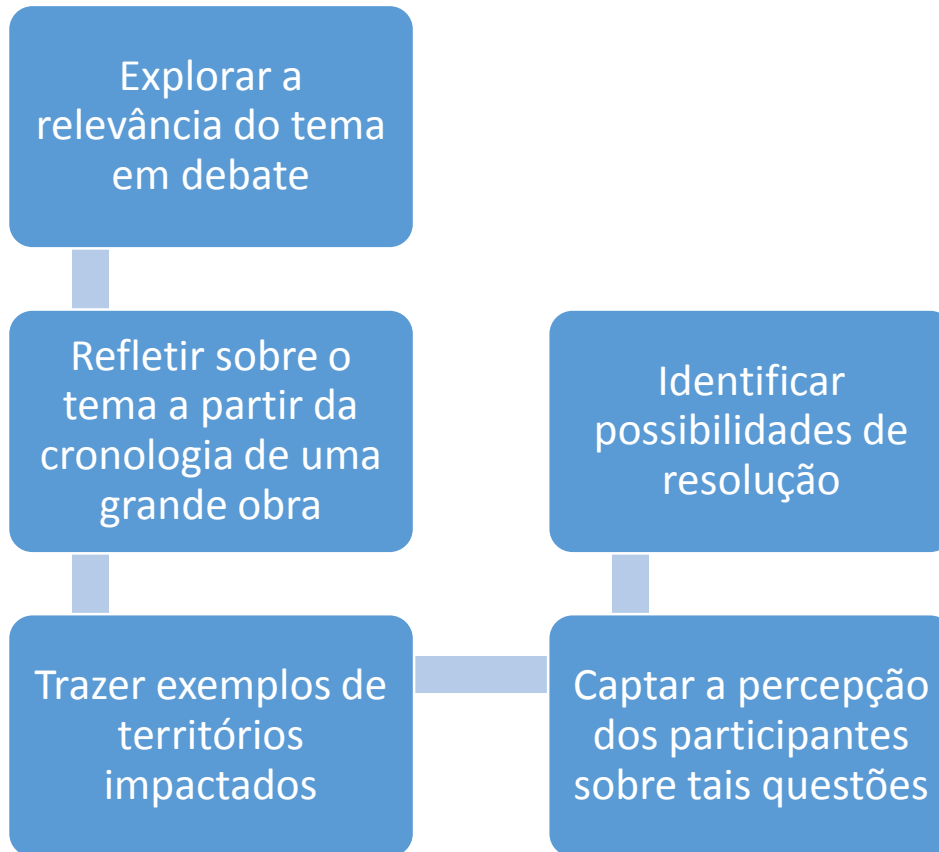 Explorar a
relevância do tema
em debate
Refletir sobre o
tema a partir da
cronologia de uma
grande obra
Trazer exemplos de
territórios
impactados
Captar a percepção
dos participantes
sobre tais questões
Identificar
possibilidades de
resolução